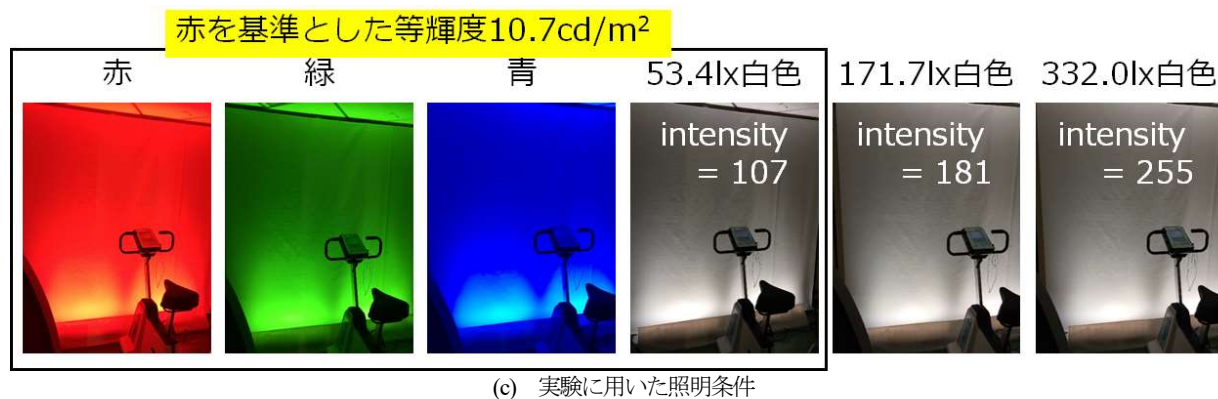 赤を基準とした等輝度10.7cd/m²
赤 緑 青 53.4lx白色 171.7lx白色 332.0lx白色
intensity = 107
intensity = 181
intensity = 255
(c) 実験に用いた照明条件